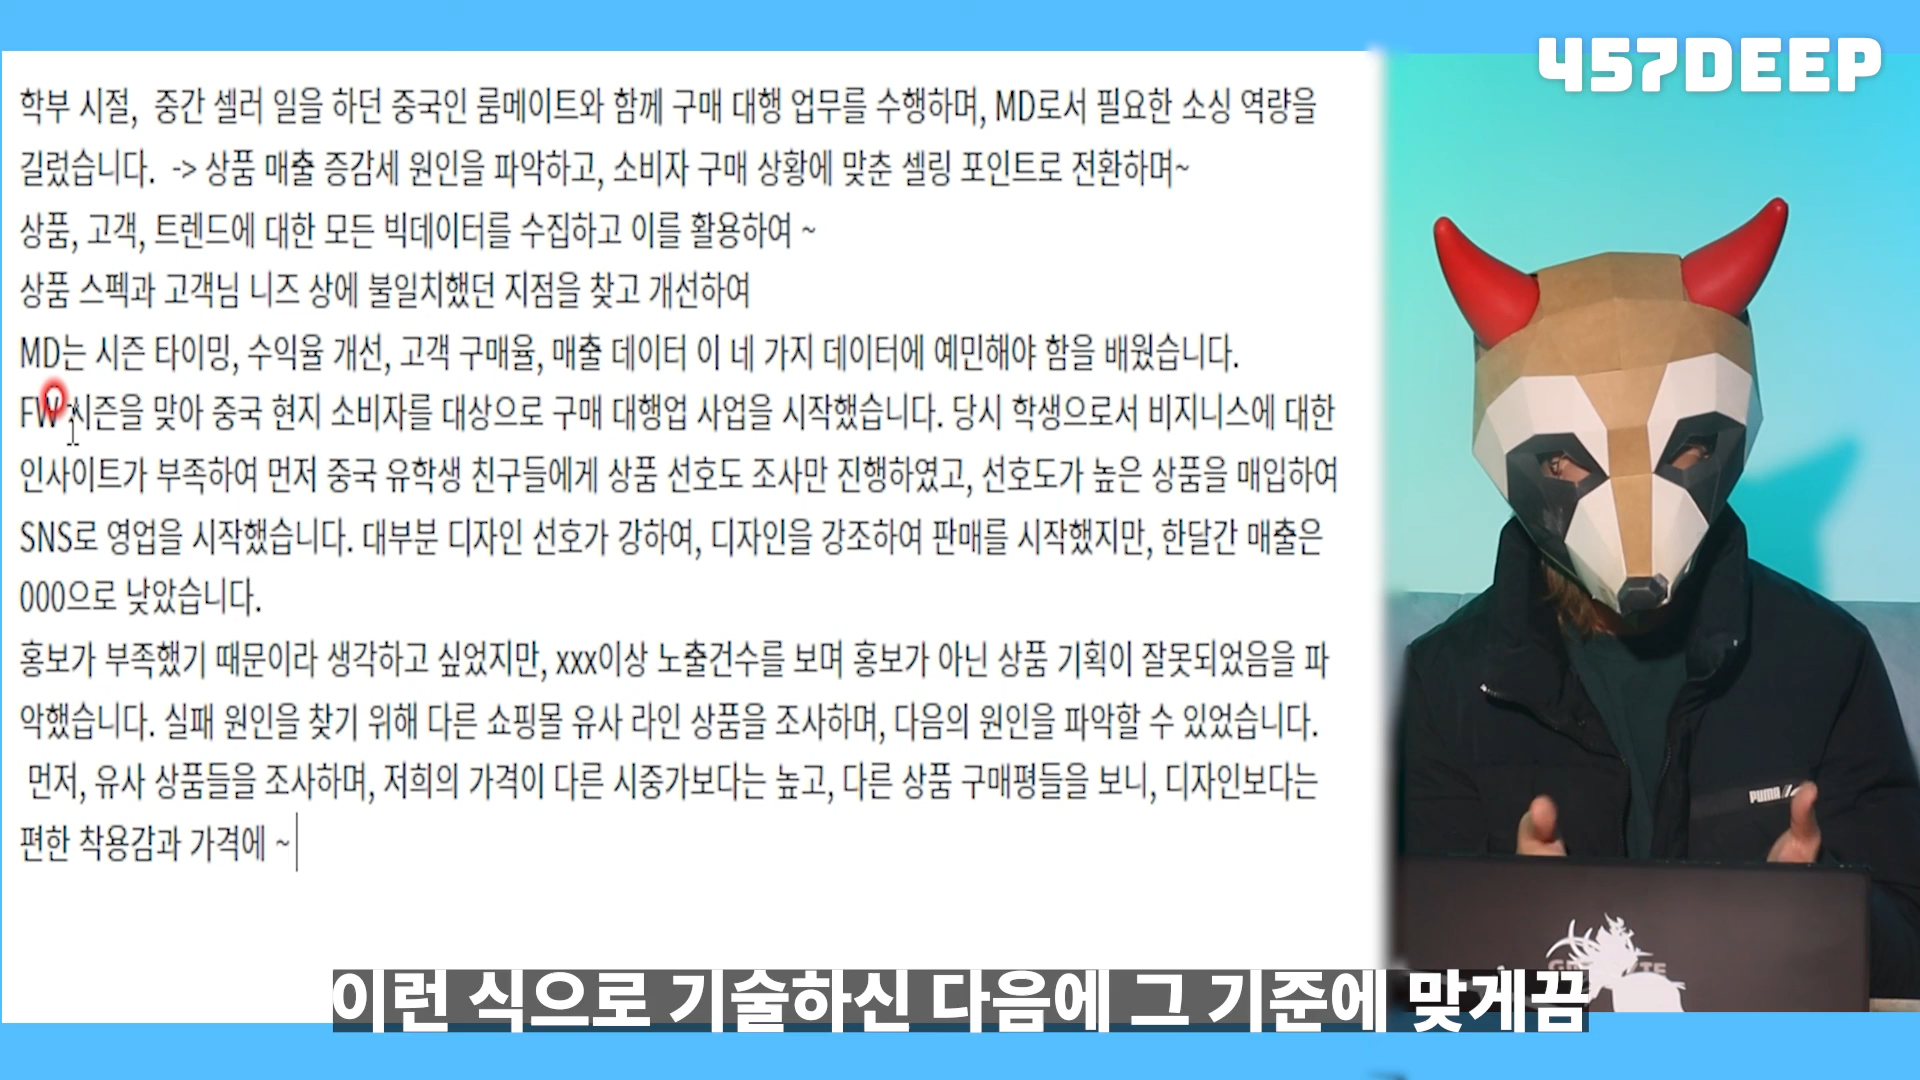 457DEEP
학부 시절,  중간 셀러 일을 하던 중국인 룸메이트와 함께 구매 대행 업무를 수행하며, MD로서 필요한 소싱 역량을
길렀습니다.  -> 상품 매출 증감세 원인을 파악하고, 소비자 구매 상황에 맞춘 셀링 포인트로 전환하며~
상품, 고객, 트렌드에 대한 모든 빅데이터를 수집하고 이를 활용하여 ~
상품 스펙과 고객님 니즈 상에 불일치했던 지점을 찾고 개선하여
MD는 시즌 타이밍, 수익율 개선, 고객 구매율, 매출 데이터 이 네 가지 데이터에 예민해야 함을 배웠습니다.
FW 시즌을 맞아 중국 현지 소비자를 대상으로 구매 대행업 사업을 시작했습니다. 당시 학생으로서 비지니스에 대한
인사이트가 부족하여 먼저 중국 유학생 친구들에게 상품 선호도 조사만 진행하였고, 선호도가 높은 상품을 매입하여
SNS로 영업을 시작했습니다. 대부분 디자인 선호가 강하여, 디자인을 강조하여 판매를 시작했지만, 한달간 매출은
000으로 낮았습니다.
홍보가 부족했기 때문이라 생각하고 싶었지만, xxx이상 노출건수를 보며 홍보가 아닌 상품 기획이 잘못되었음을 파
악했습니다. 실패 원인을 찾기 위해 다른 쇼핑몰 유사 라인 상품을 조사하며, 다음의 원인을 파악할 수 있었습니다.
먼저, 유사 상품들을 조사하며, 저희의 가격이 다른 시중가보다는 높고, 다른 상품 구매평들을 보니, 디자인보다는
편한 착용감과 가격에 ~
PUMA
이런 식으로 기술하신 다음에 그 기준에 맞게끔